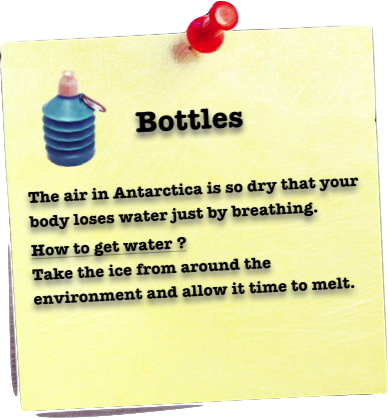 Bottles
The air in Antarctica is so dry that your
body loses water just by breathing.
How to get water ?
Take the ice from around the
environment and allow it time to melt.